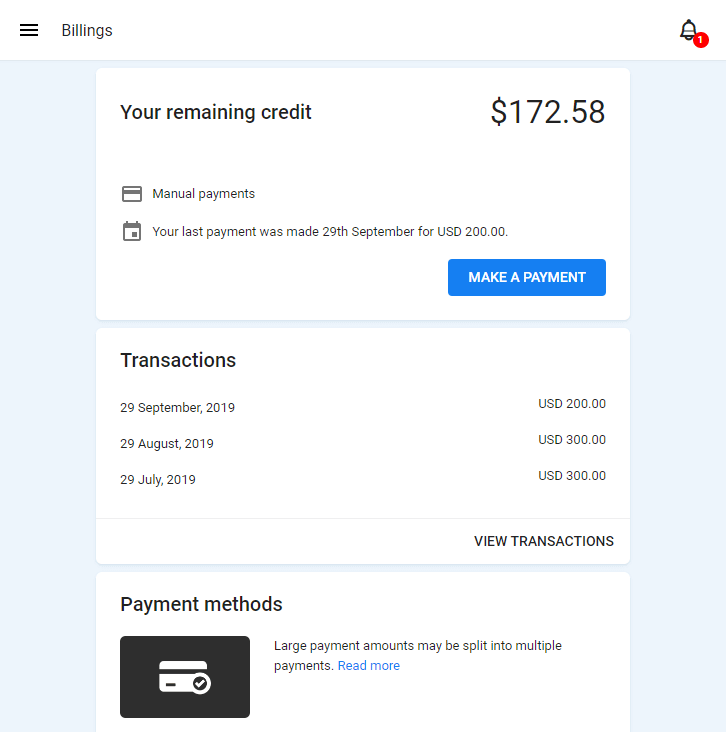 Billings
1
Your remaining credit
$172.58
Manual payments
Your last payment was made 29th September for USD 200.00.
MAKE A PAYMENT
Transactions
29 September, 2019
USD 200.00
29 August, 2019
USD 300.00
29 July, 2019
USD 300.00
VIEW TRANSACTIONS
Payment methods
Large payment amounts may be split into multiple
payments. Read more